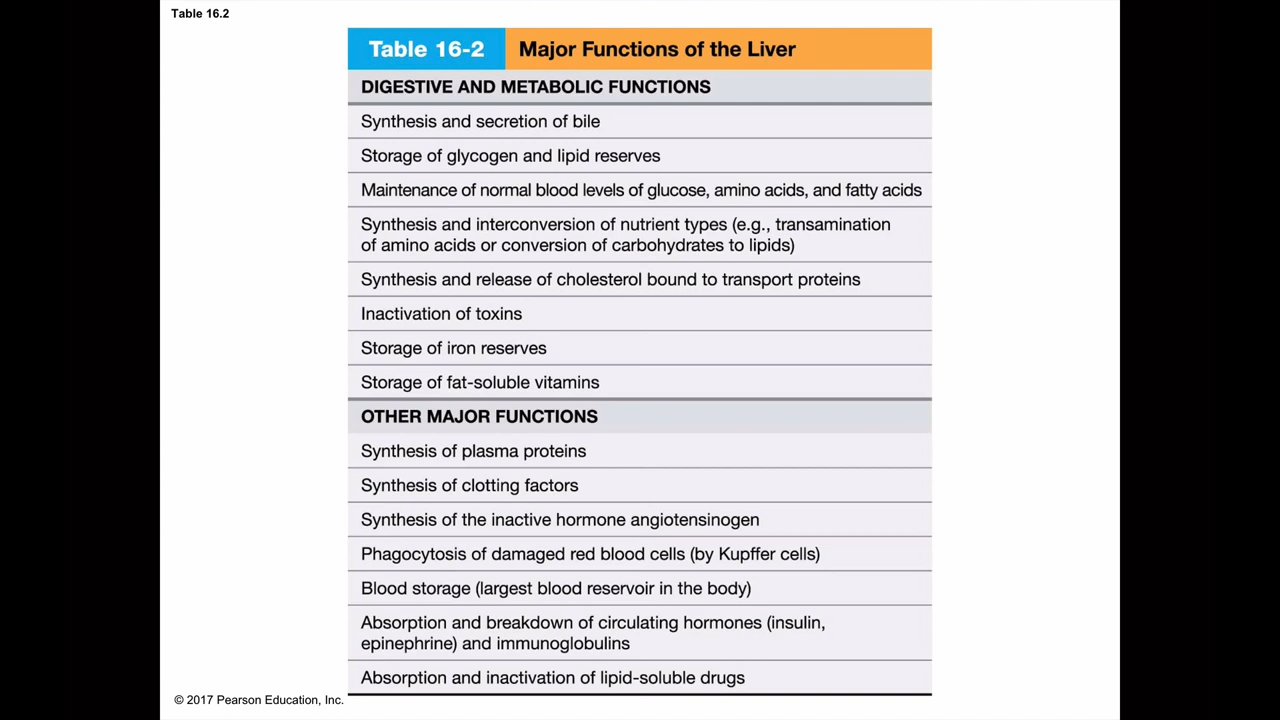 Table 16.2
Table 16-2 Major Functions of the Liver
DIGESTIVE AND METABOLIC FUNCTIONS
Synthesis and secretion of bile
Storage of glycogen and lipid reserves
Maintenance of normal blood levels of glucose, amino acids, and fatty acids
Synthesis and interconversion of nutrient types (e.g., transamination
of amino acids or conversion of carbohydrates to lipids)
Synthesis and release of cholesterol bound to transport proteins
Inactivation of toxins
Storage of iron reserves
Storage of fat-soluble vitamins
OTHER MAJOR FUNCTIONS
Synthesis of plasma proteins
Synthesis of clotting factors
Synthesis of the inactive hormone angiotensinogen
Phagocytosis of damaged red blood cells (by Kupffer cells)
Blood storage (largest blood reservoir in the body)
Absorption and breakdown of circulating hormones (insulin,
epinephrine) and immunoglobulins
Absorption and inactivation of lipid-soluble drugs
© 2017 Pearson Education, Inc.